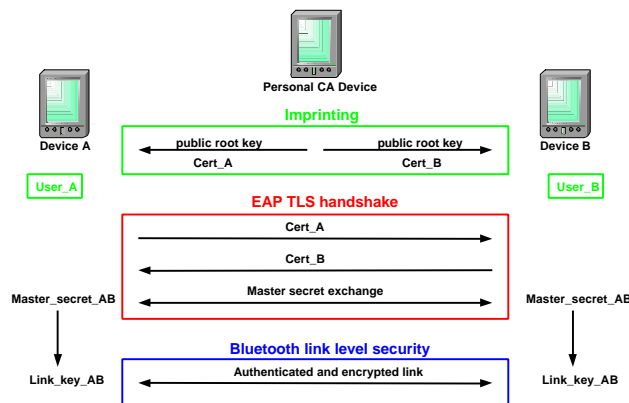 Personal CA Device
Imprinting
Device A
Device B
public root key
public root key
Cert_A
Cert_B
User_A
User_B
EAP TLS handshake
Cert_A
Cert_B
Master secret exchange
Master_secret_AB
Master_secret_AB
Bluetooth link level security
Authenticated and encrypted link
Link_key_AB
Link_key_AB